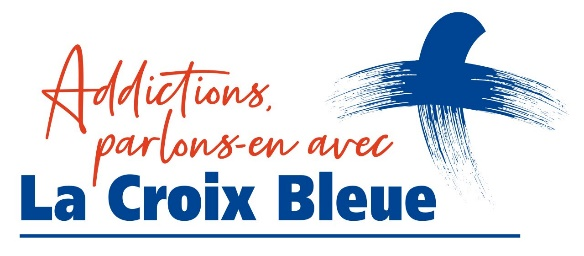 Addictions,
parlons-en avec
La Croix Bleue